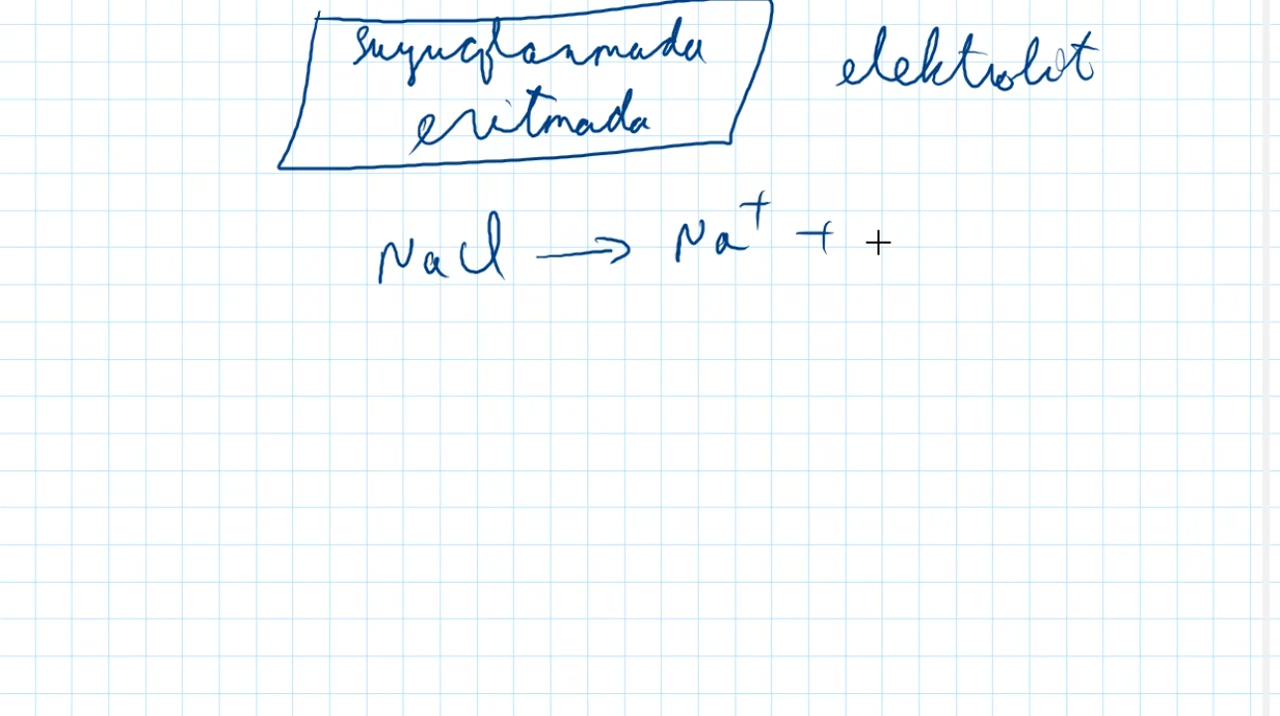 suyuqlanmada elektrolit
eritmada
NaCl → Na⁺ +